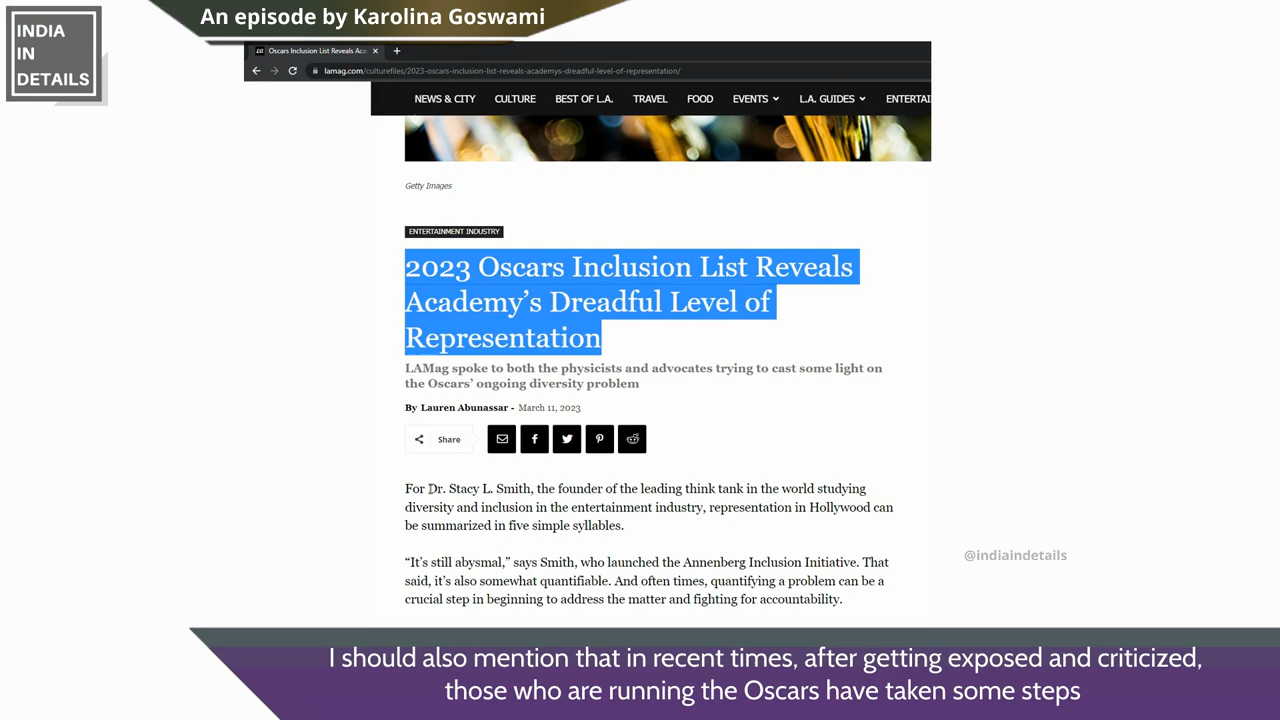 An episode by Karolina Goswami
INDIA
IN
DETAILS
Oscars Inclusion List Reveals Aca
lamag.com/culturefiles/2023-oscars-inclusion-list-reveals-academys-dreadful-level-of-representation/
NEWS & CITY CULTURE BEST OF L.A. TRAVEL FOOD EVENTS L.A. GUIDES ENTERTAI
Getty Images
ENTERTAINMENT INDUSTRY
2023 Oscars Inclusion List Reveals
Academy’s Dreadful Level of
Representation
LAMag spoke to both the physicists and advocates trying to cast some light on
the Oscars’ ongoing diversity problem
By Lauren Abunassar - March 11, 2023
Share
For Dr. Stacy L. Smith, the founder of the leading think tank in the world studying
diversity and inclusion in the entertainment industry, representation in Hollywood can
be summarized in five simple syllables.
“It’s still abysmal,” says Smith, who launched the Annenberg Inclusion Initiative. That
said, it’s also somewhat quantifiable. And often times, quantifying a problem can be a
crucial step in beginning to address the matter and fighting for accountability.
@indiaindetails
I should also mention that in recent times, after getting exposed and criticized,
those who are running the Oscars have taken some steps